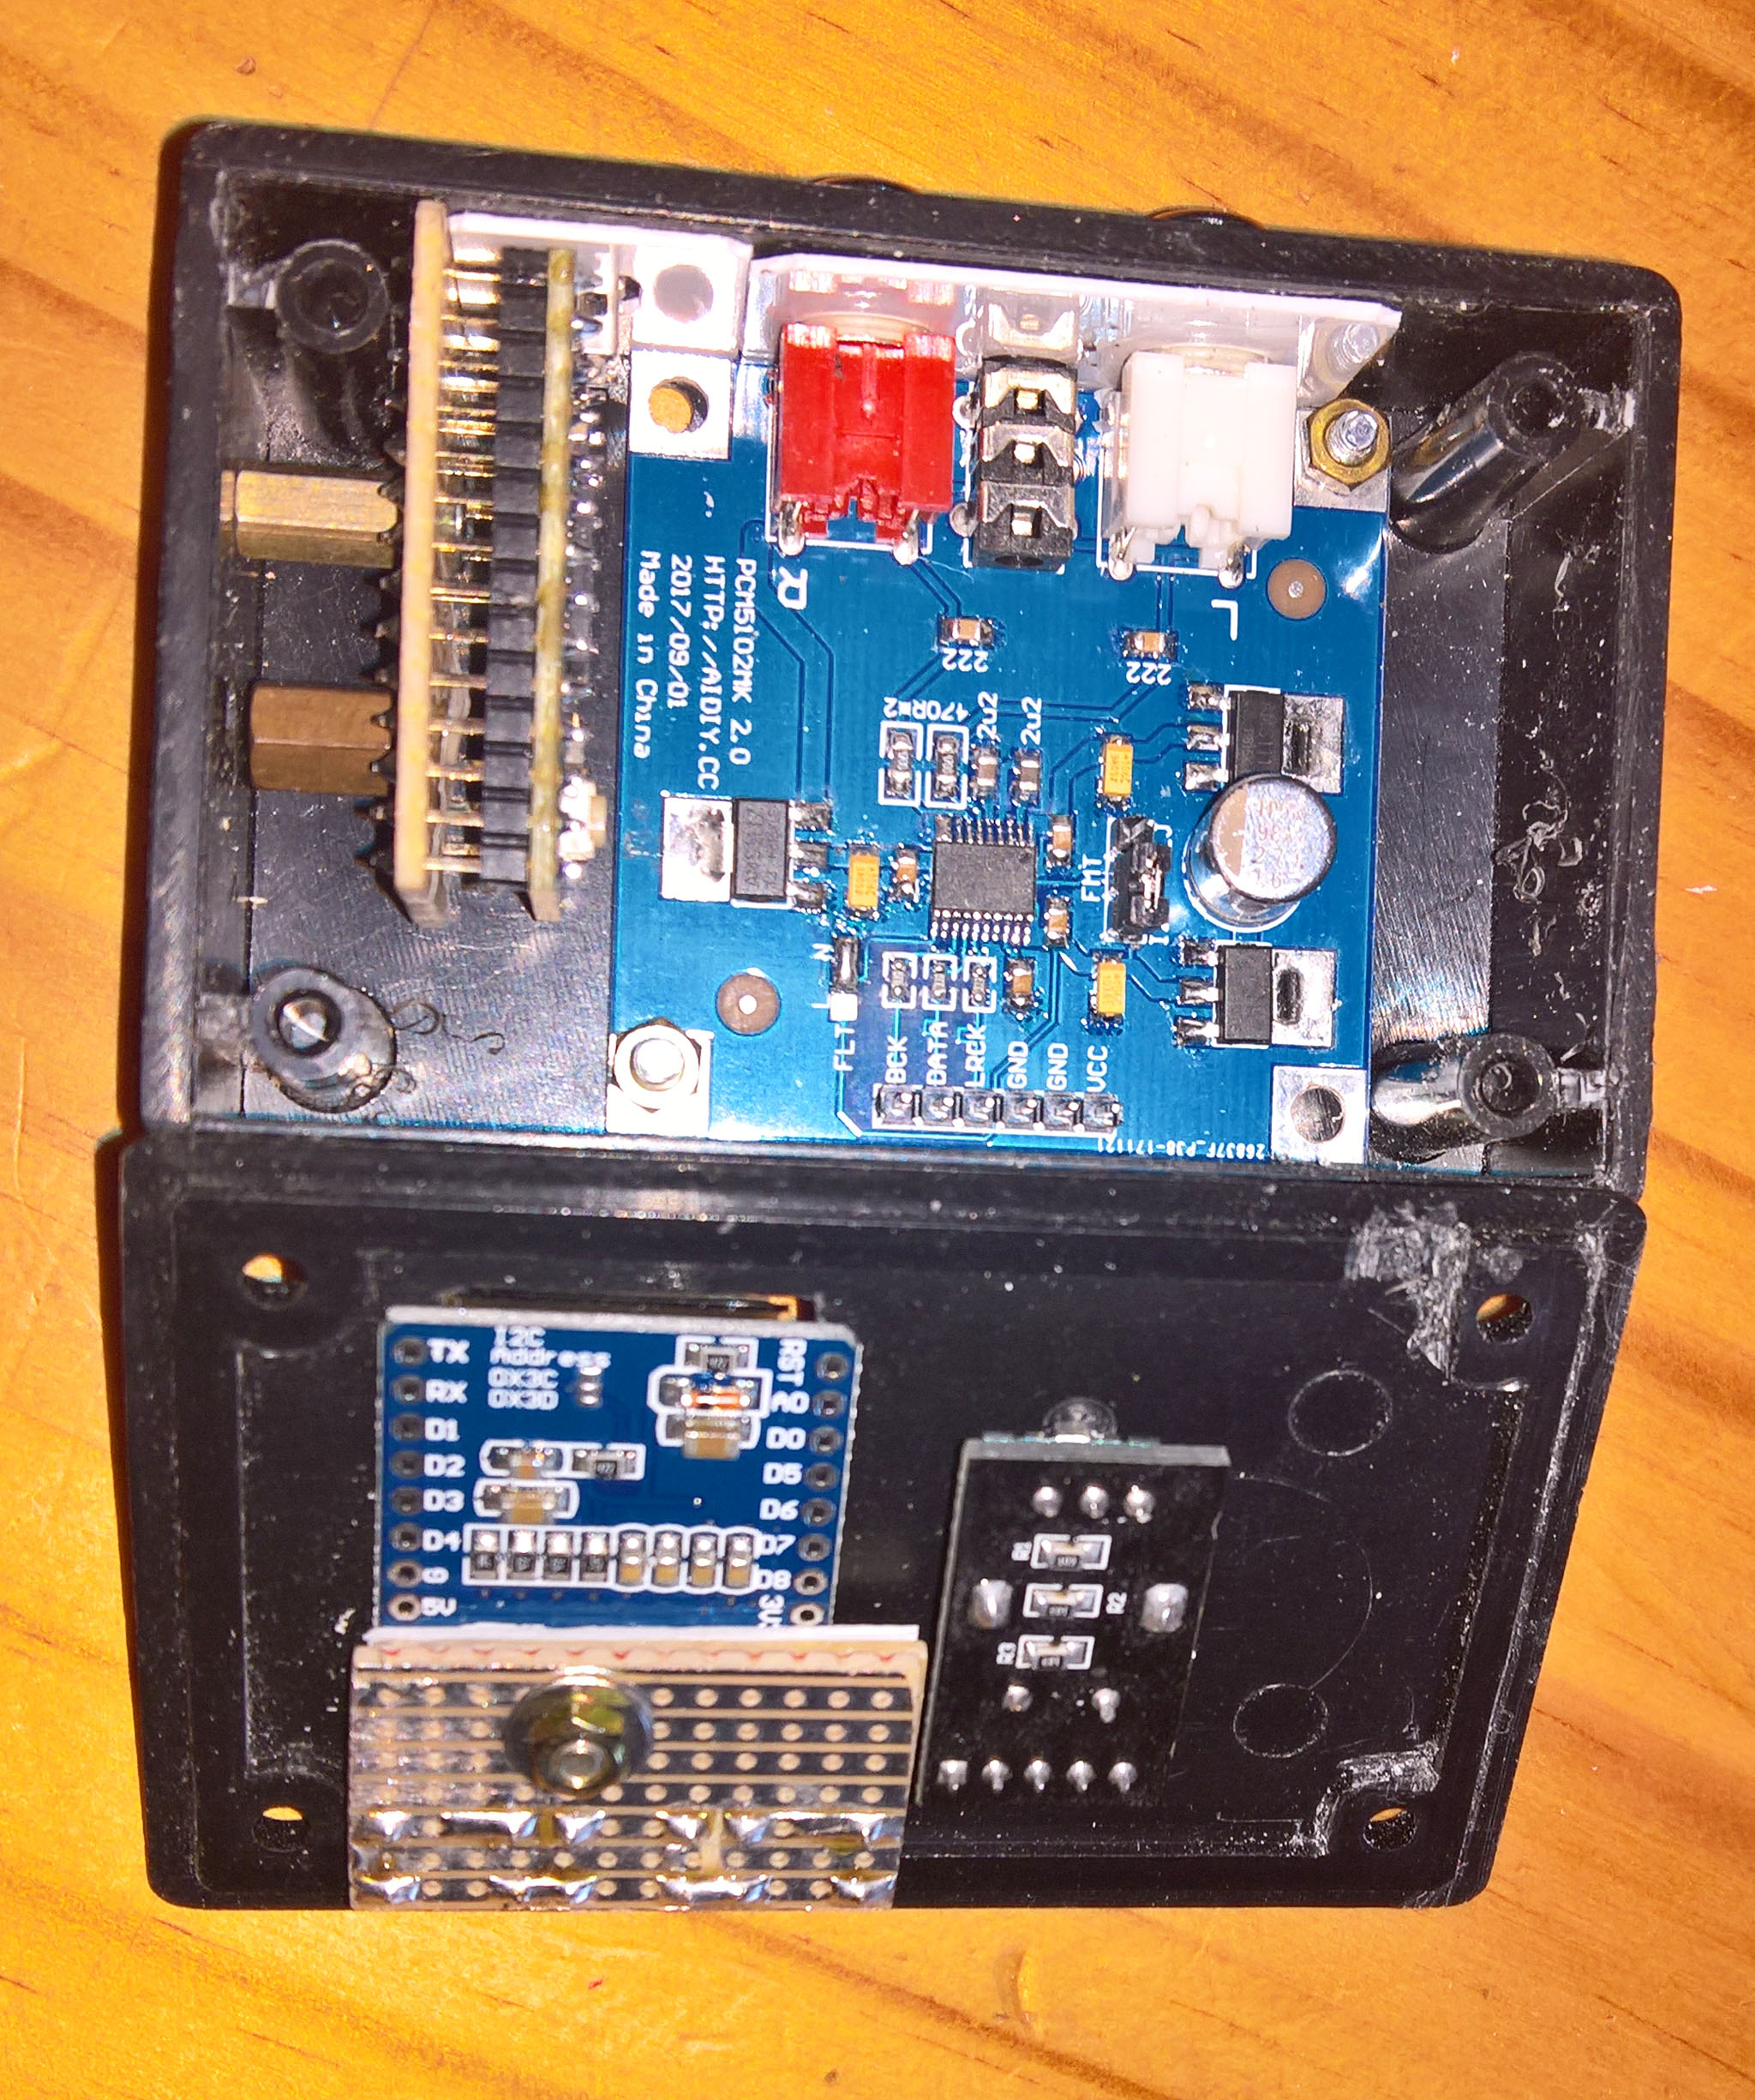 R
L
PCM5102MK 2.0
HTTP://AIDIY.CC
2017/09/01
Made in China
222
222
470R*2
2u2
2u2
FMT
I
N
L
FLT
BCK
DATA
LRCK
GND
GND
VCC
26837F_P38-171121
I2C
Address
0X3C
0X3D
TX
RX
D1
D2
D3
D4
G
5V
RST
A0
D0
D5
D6
D7
D8
R1
R2
R3